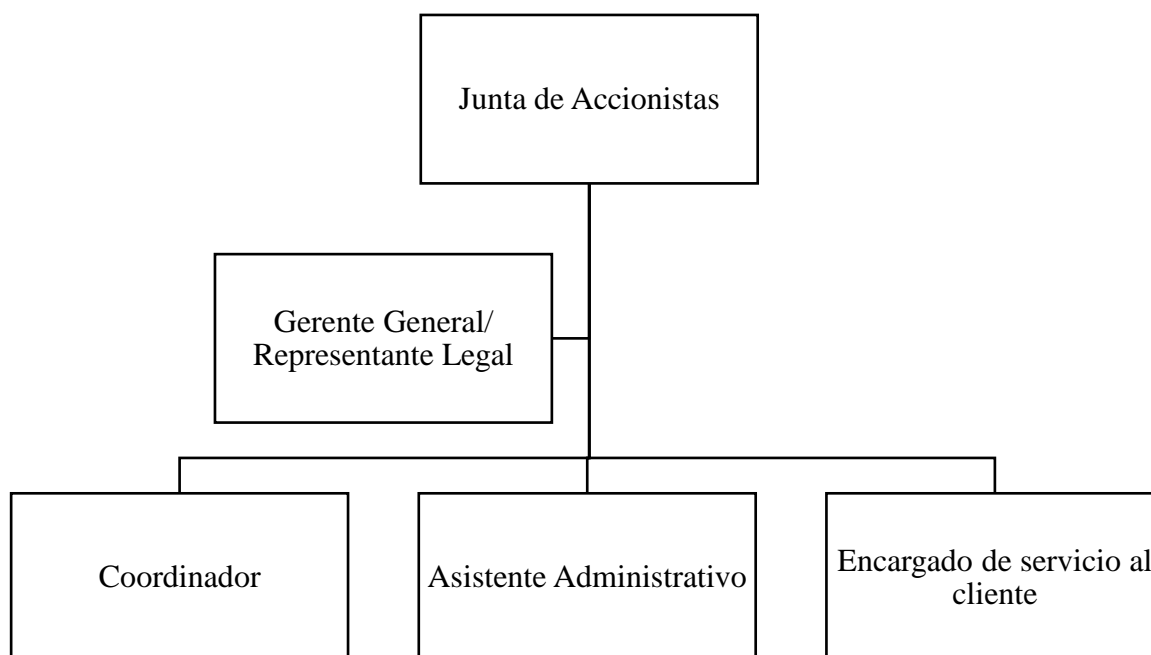 Junta de Accionistas
Gerente General/
Representante Legal
Coordinador
Asistente Administrativo
Encargado de servicio al
cliente